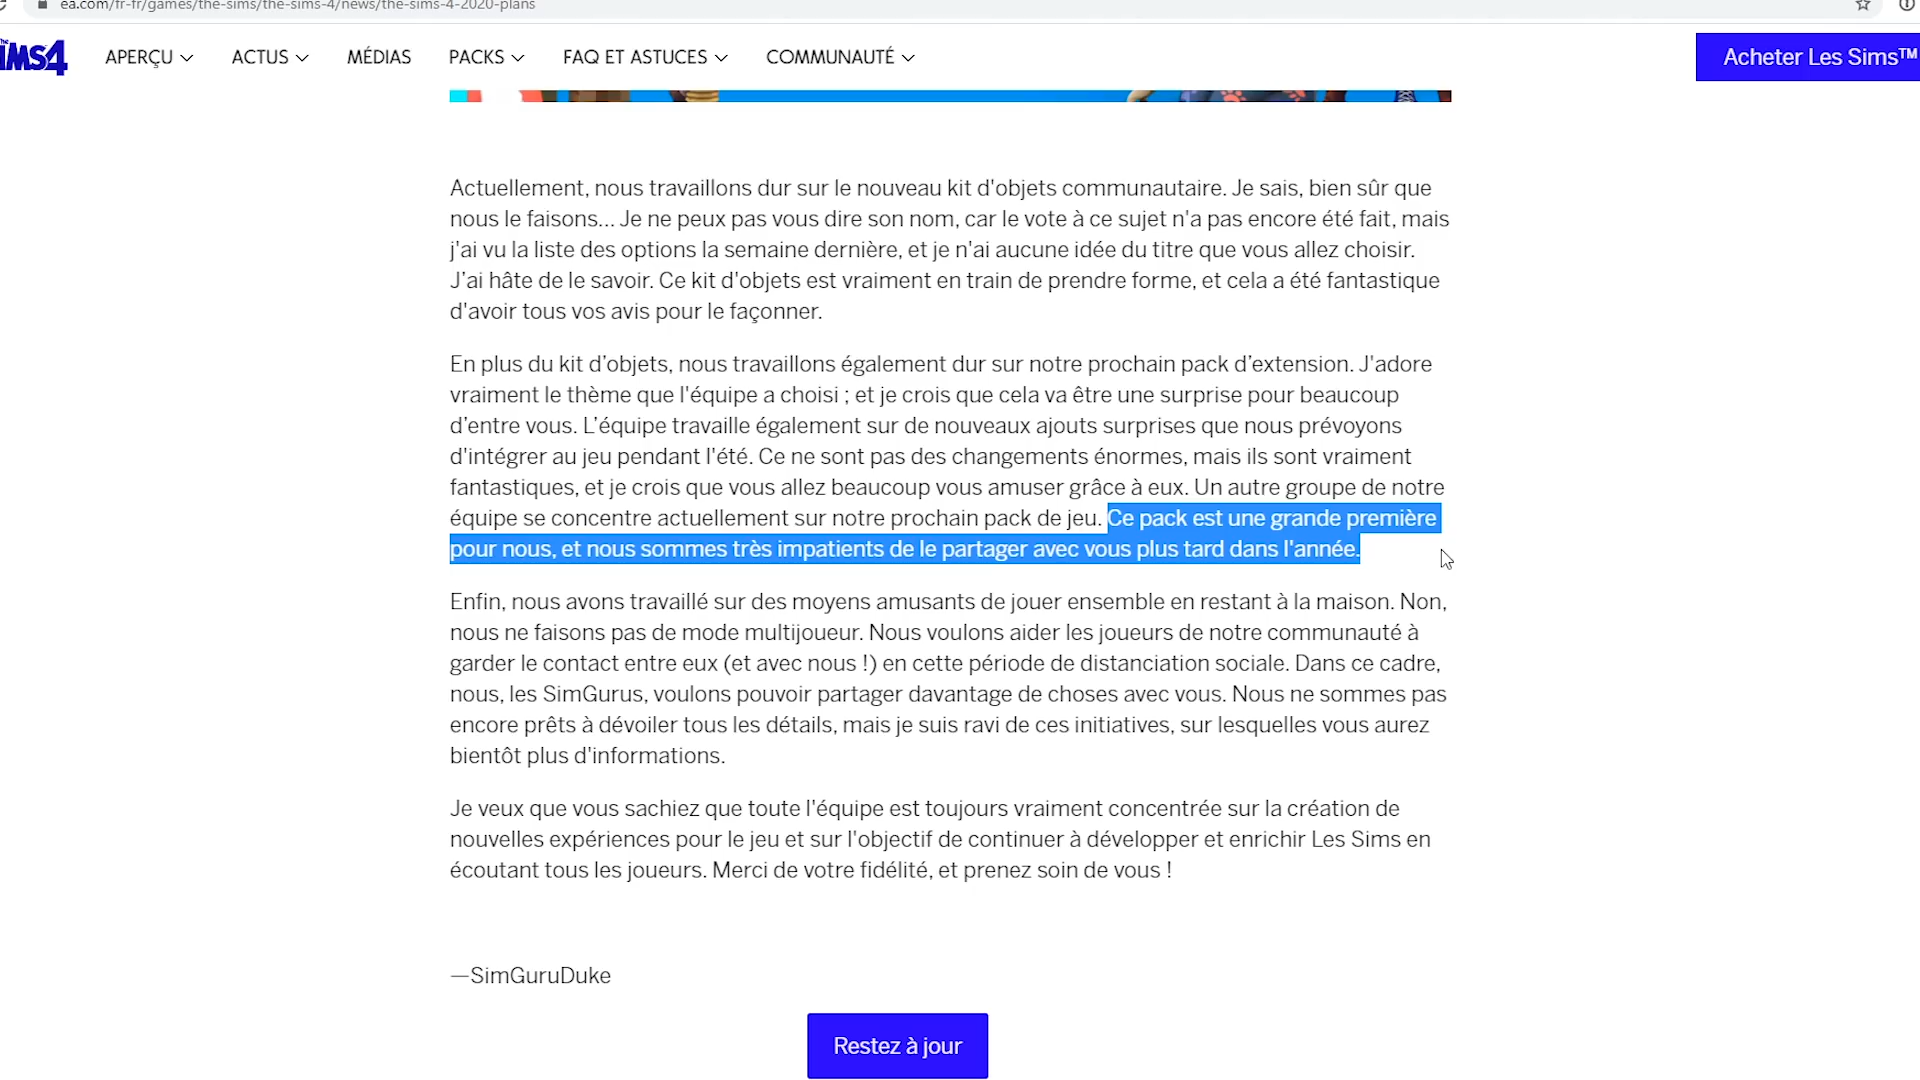 ea.com/fr-fr/games/the-sims/the-sims-4/news/the-sims-4-2020-plans
The SIMS4 APERÇU ACTUS MÉDIAS PACKS FAQ ET ASTUCES COMMUNAUTÉ Acheter Les Sims™
Actuellement, nous travaillons dur sur le nouveau kit d'objets communautaire. Je sais, bien sûr que
nous le faisons... Je ne peux pas vous dire son nom, car le vote à ce sujet n'a pas encore été fait, mais
j'ai vu la liste des options la semaine dernière, et je n'ai aucune idée du titre que vous allez choisir.
J’ai hâte de le savoir. Ce kit d'objets est vraiment en train de prendre forme, et cela a été fantastique
d'avoir tous vos avis pour le façonner.
En plus du kit d’objets, nous travaillons également dur sur notre prochain pack d’extension. J'adore
vraiment le thème que l'équipe a choisi ; et je crois que cela va être une surprise pour beaucoup
d’entre vous. L’équipe travaille également sur de nouveaux ajouts surprises que nous prévoyons
d'intégrer au jeu pendant l'été. Ce ne sont pas des changements énormes, mais ils sont vraiment
fantastiques, et je crois que vous allez beaucoup vous amuser grâce à eux. Un autre groupe de notre
équipe se concentre actuellement sur notre prochain pack de jeu. Ce pack est une grande première
pour nous, et nous sommes très impatients de le partager avec vous plus tard dans l'année.
Enfin, nous avons travaillé sur des moyens amusants de jouer ensemble en restant à la maison. Non,
nous ne faisons pas de mode multijoueur. Nous voulons aider les joueurs de notre communauté à
garder le contact entre eux (et avec nous !) en cette période de distanciation sociale. Dans ce cadre,
nous, les SimGurus, voulons pouvoir partager davantage de choses avec vous. Nous ne sommes pas
encore prêts à dévoiler tous les détails, mais je suis ravi de ces initiatives, sur lesquelles vous aurez
bientôt plus d'informations.
Je veux que vous sachiez que toute l'équipe est toujours vraiment concentrée sur la création de
nouvelles expériences pour le jeu et sur l'objectif de continuer à développer et enrichir Les Sims en
écoutant tous les joueurs. Merci de votre fidélité, et prenez soin de vous !
—SimGuruDuke
Restez à jour